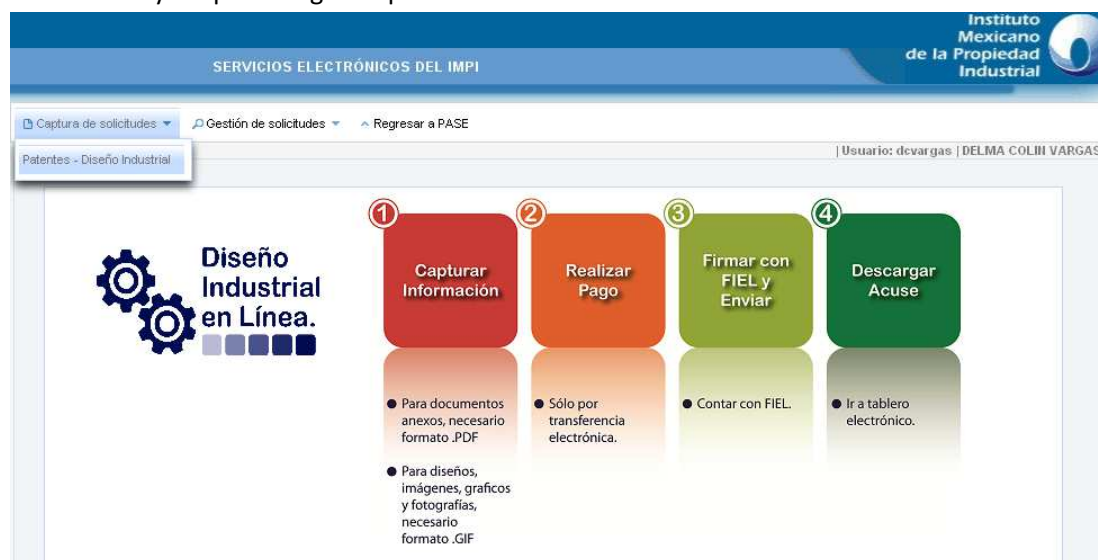 Instituto
Mexicano
de la Propiedad
Industrial
SERVICIOS ELECTRÓNICOS DEL IMPI
Captura de solicitudes Gestión de solicitudes Regresar a PASE
Patentes - Diseño Industrial
| Usuario: dcvargas | DELMA COLIN VARGAS
Diseño
Industrial
en Línea.
1
Capturar
Información
2
Realizar
Pago
3
Firmar con
FIEL y
Enviar
4
Descargar
Acuse
Para documentos
anexos, necesario
formato .PDF
Para diseños,
imágenes, graficos
y fotografías,
necesario
formato .GIF
Sólo por
transferencia
electrónica.
Contar con FIEL.
Ir a tablero
electrónico.